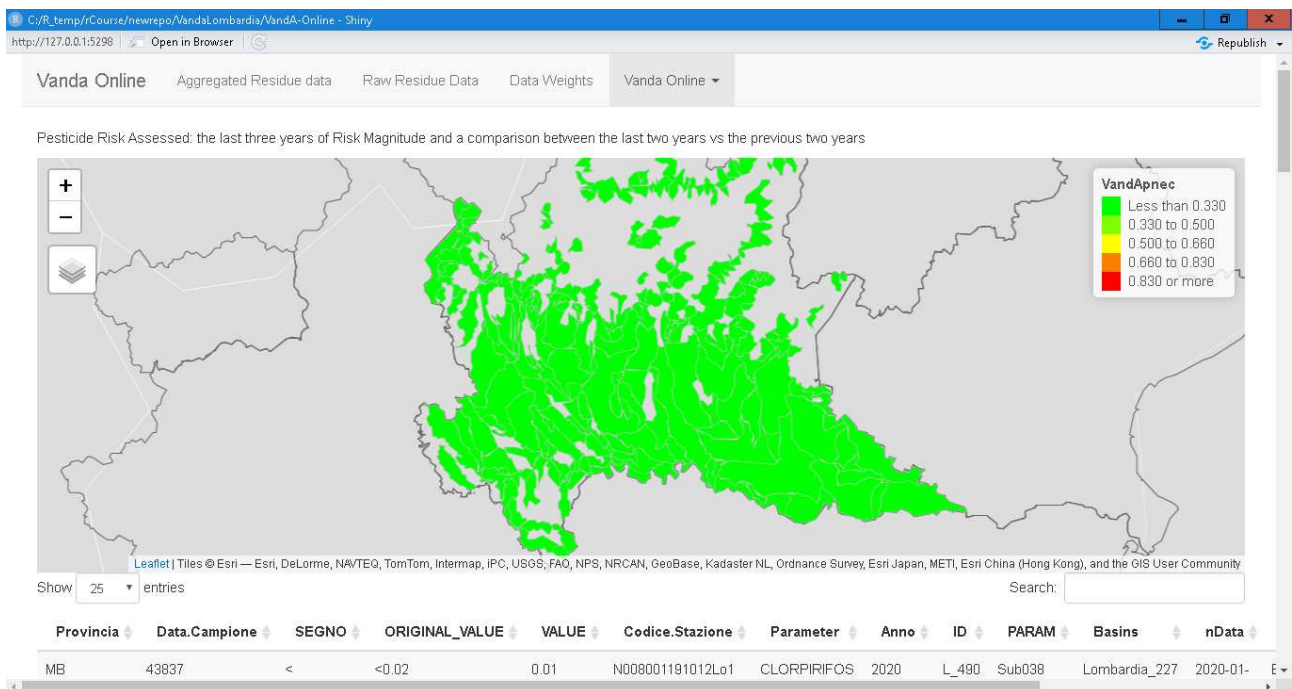 C:/R_temp/rCourse/newrepo/VandaLombardia/VandA-Online - Shiny
http://127.0.0.1:5298 Open in Browser Republish
Vanda Online Aggregated Residue data Raw Residue Data Data Weights Vanda Online
Pesticide Risk Assessed: the last three years of Risk Magnitude and a comparison between the last two years vs the previous two years
+
−
VandApnec
Less than 0.330
0.330 to 0.500
0.500 to 0.660
0.660 to 0.830
0.830 or more
Leaflet | Tiles © Esri — Esri, DeLorme, NAVTEQ, TomTom, Intermap, iPC, USGS, FAO, NPS, NRCAN, GeoBase, Kadaster NL, Ordnance Survey, Esri Japan, METI, Esri China (Hong Kong), and the GIS User Community
Show 25 entries Search:
Provincia Data.Campione SEGNO ORIGINAL_VALUE VALUE Codice.Stazione Parameter Anno ID PARAM Basins nData
MB 43837 < <0.02 0.01 N008001191012Lo1 CLORPIRIFOS 2020 L_490 Sub038 Lombardia_227 2020-01-